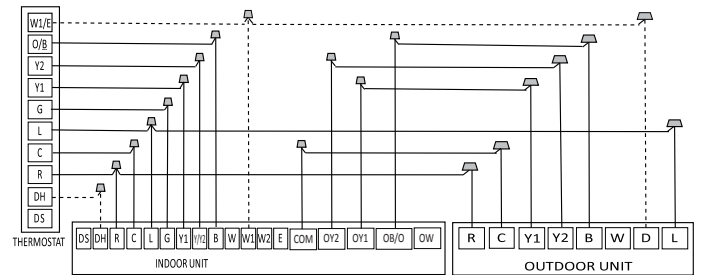 W1/E
O/B
Y2
Y1
G
L
C
R
DH
DS
THERMOSTAT
DS DH R C L G Y1 Y/Y2 B W W1 W2 E COM OY2 OY1 OB/O OW
INDOOR UNIT
R C Y1 Y2 B W D L
OUTDOOR UNIT